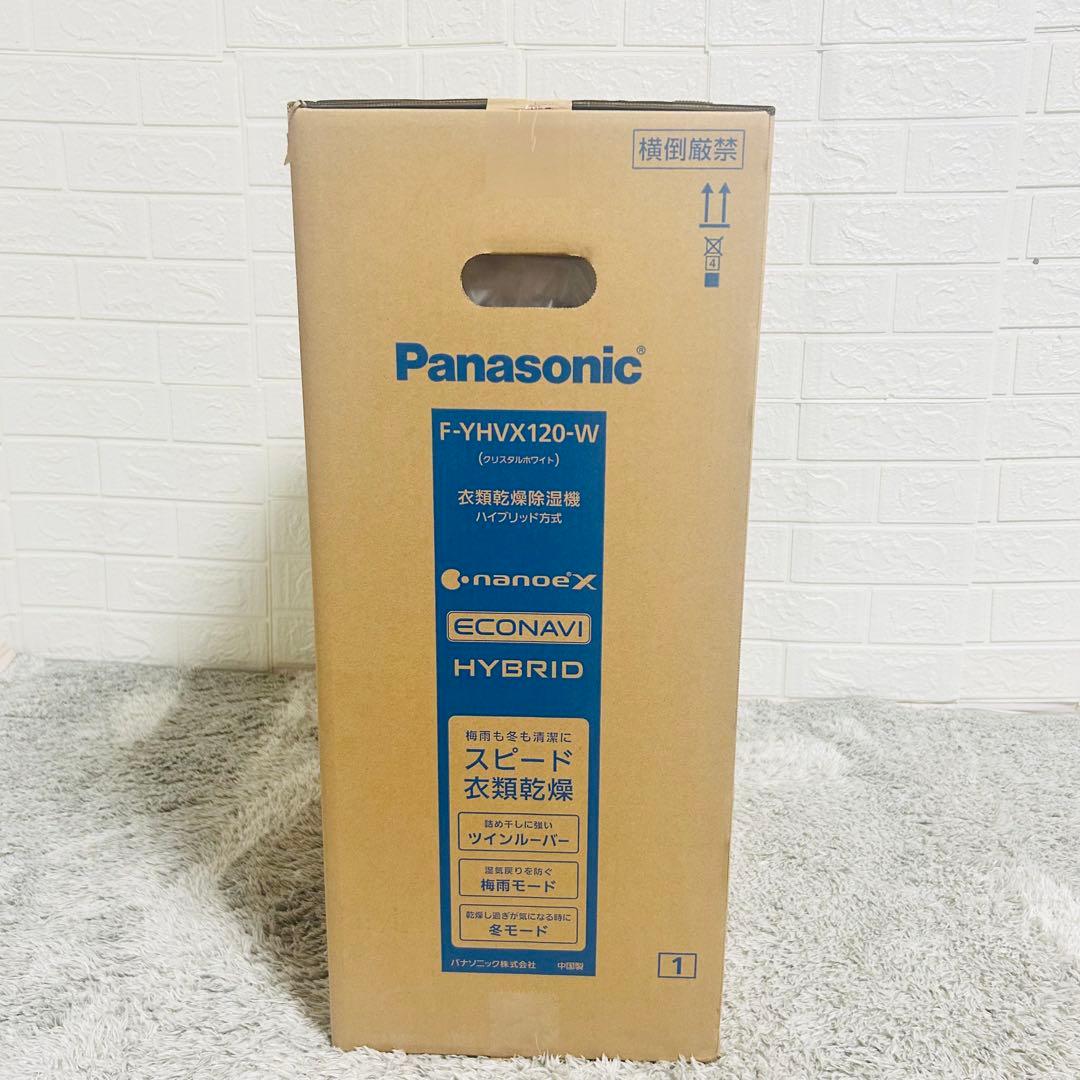 横倒厳禁
4
Panasonic®
F-YHVX120-W
(クリスタルホワイト)
衣類乾燥除湿機
ハイブリッド方式
nanoe®X
ECONAVI
HYBRID
梅雨も冬も清潔に
スピード
衣類乾燥
詰め干しに強い
ツインルーバー
湿気戻りを防ぐ
梅雨モード
乾燥し過ぎが気になる時に
冬モード
パナソニック株式会社 中国製
1